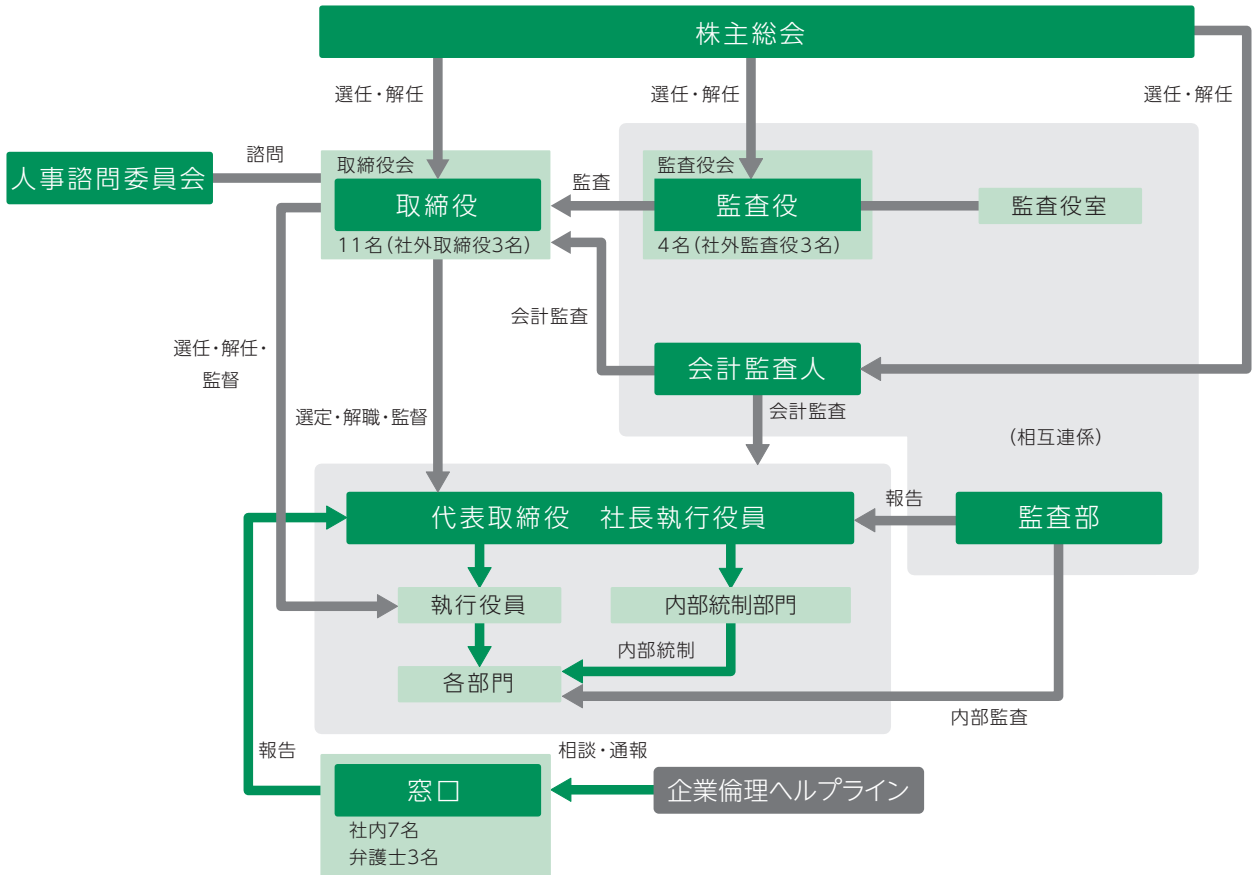 株主総会
選任・解任
選任・解任
選任・解任
人事諮問委員会
諮問
取締役会
取締役
11名(社外取締役3名)
監査
監査役会
監査役
4名(社外監査役3名)
監査役室
会計監査
会計監査人
会計監査
選任・解任・
監督
選定・解職・監督
(相互連係)
代表取締役 社長執行役員
報告
監査部
執行役員
内部統制部門
内部統制
各部門
内部監査
報告
窓口
社内7名
弁護士3名
相談・通報
企業倫理ヘルプライン